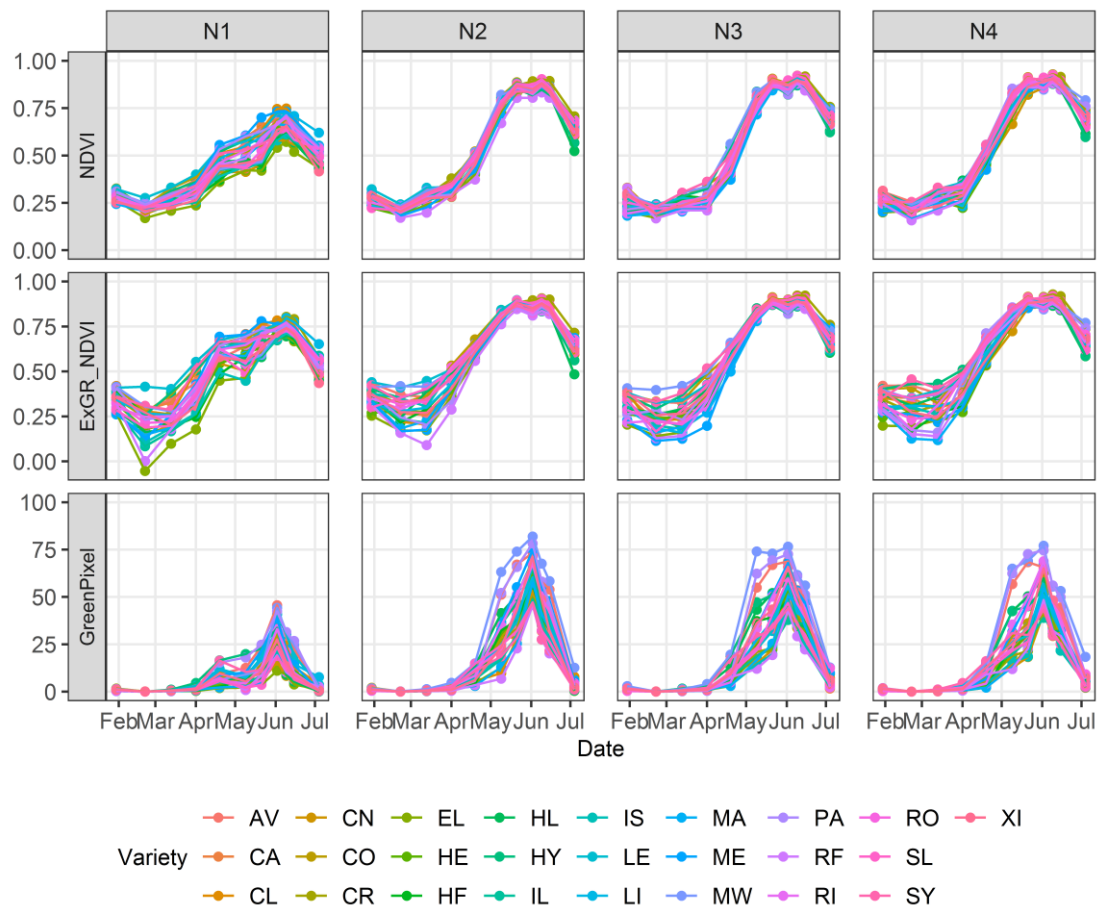 N1 N2 N3 N4
NDVI
1.00
0.75
0.50
0.25
0.00
ExGR_NDVI
1.00
0.75
0.50
0.25
0.00
GreenPixel
100
75
50
25
0
Feb Mar Apr May Jun Jul Feb Mar Apr May Jun Jul Feb Mar Apr May Jun Jul Feb Mar Apr May Jun Jul
Date
AV CN EL HL IS MA PA RO XI
Variety CA CO HE HY LE ME RF SL
CL CR HF IL LI MW RI SY